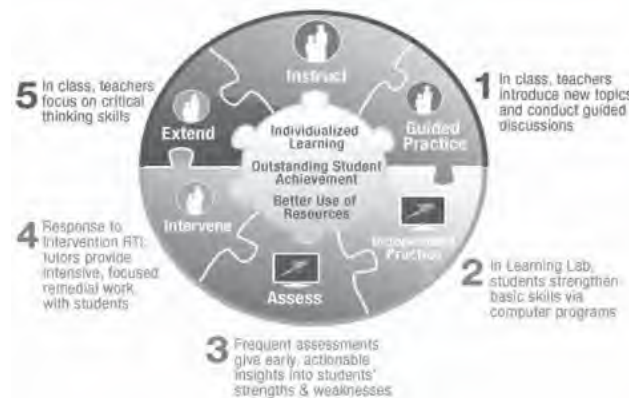 Instruct
5 In class, teachers
focus on critical
thinking skills
1 In class, teachers
introduce new topics
and conduct guided
discussions
Extend
Individualized
Learning
Outstanding Student
Achievement
Better Use of
Resources
Guided
Practice
Intervene
Independent
Practice
4 Response to
Intervention RTI:
tutors provide
intensive, focused
remedial work
with students
Assess
2 In Learning Lab,
students strengthen
basic skills via
computer programs
3 Frequent assessments
give early, actionable
insights into students'
strengths & weaknesses